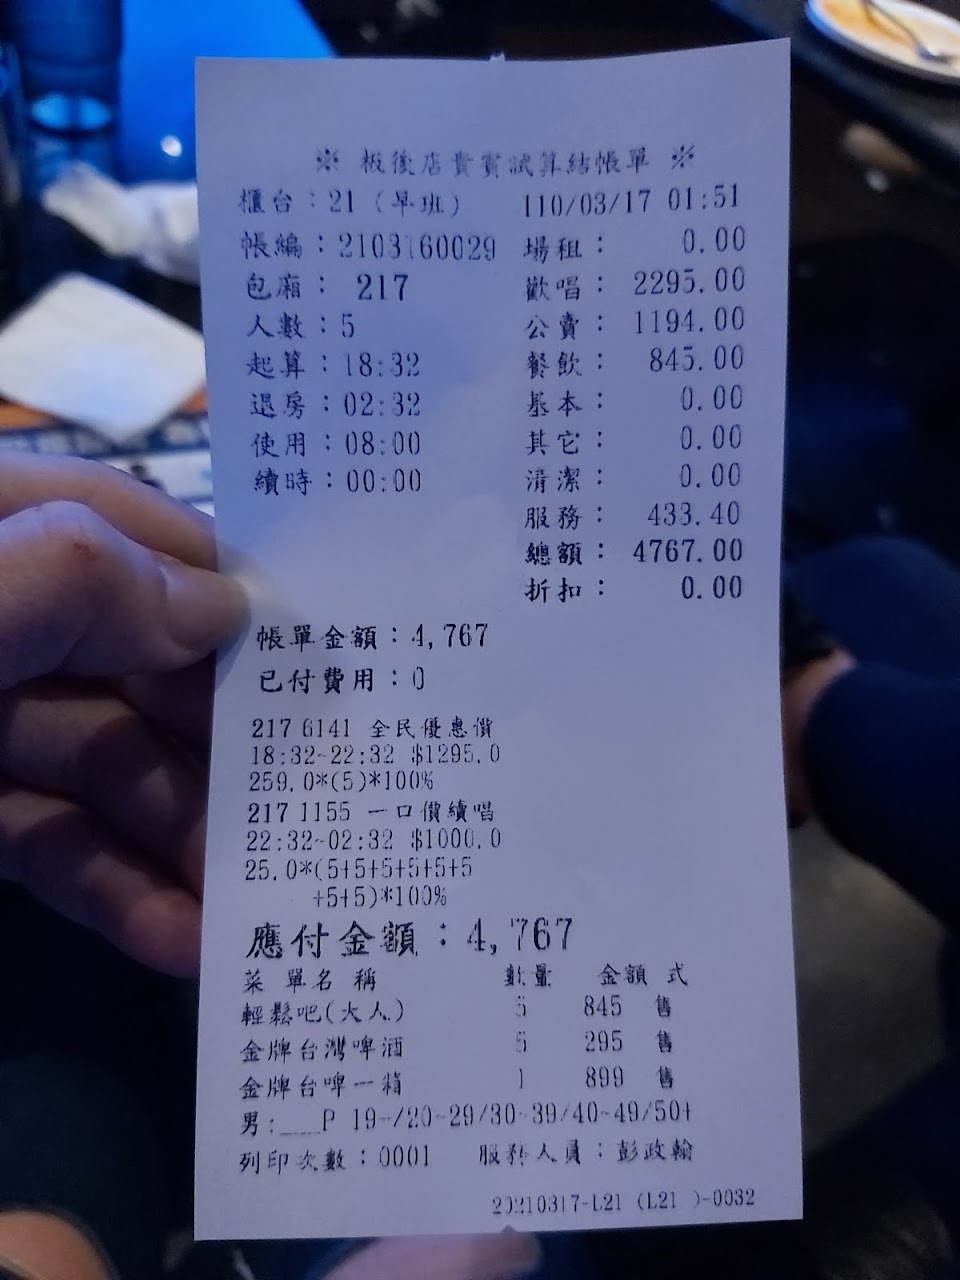 ※ 板後店貴賓試算結帳單 ※
櫃台：21 (早班) 110/03/17 01:51
帳編：2103160029 場租： 0.00
包廂： 217 歡唱： 2295.00
人數：5 公賣： 1194.00
起算：18:32 餐飲： 845.00
退房：02:32 基本： 0.00
使用：08:00 其它： 0.00
續時：00:00 清潔： 0.00
服務： 433.40
總額： 4767.00
折扣： 0.00
帳單金額：4,767
已付費用：0
217 6141 全民優惠價
18:32~22:32 $1295.0
259.0*(5)*100%
217 1155 一口價續唱
22:32~02:32 $1000.0
25.0*(5+5+5+5+5+5
+5+5)*100%
應付金額：4,767
菜單名稱 數量 金額 式
輕鬆吧(大人) 5 845 售
金牌台灣啤酒 5 295 售
金牌台啤一箱 1 899 售
男:___P 19-/20~29/30~39/40~49/50+
列印次數：0001 服務人員：彭政翰
20210317-L21 (L21 )-0032